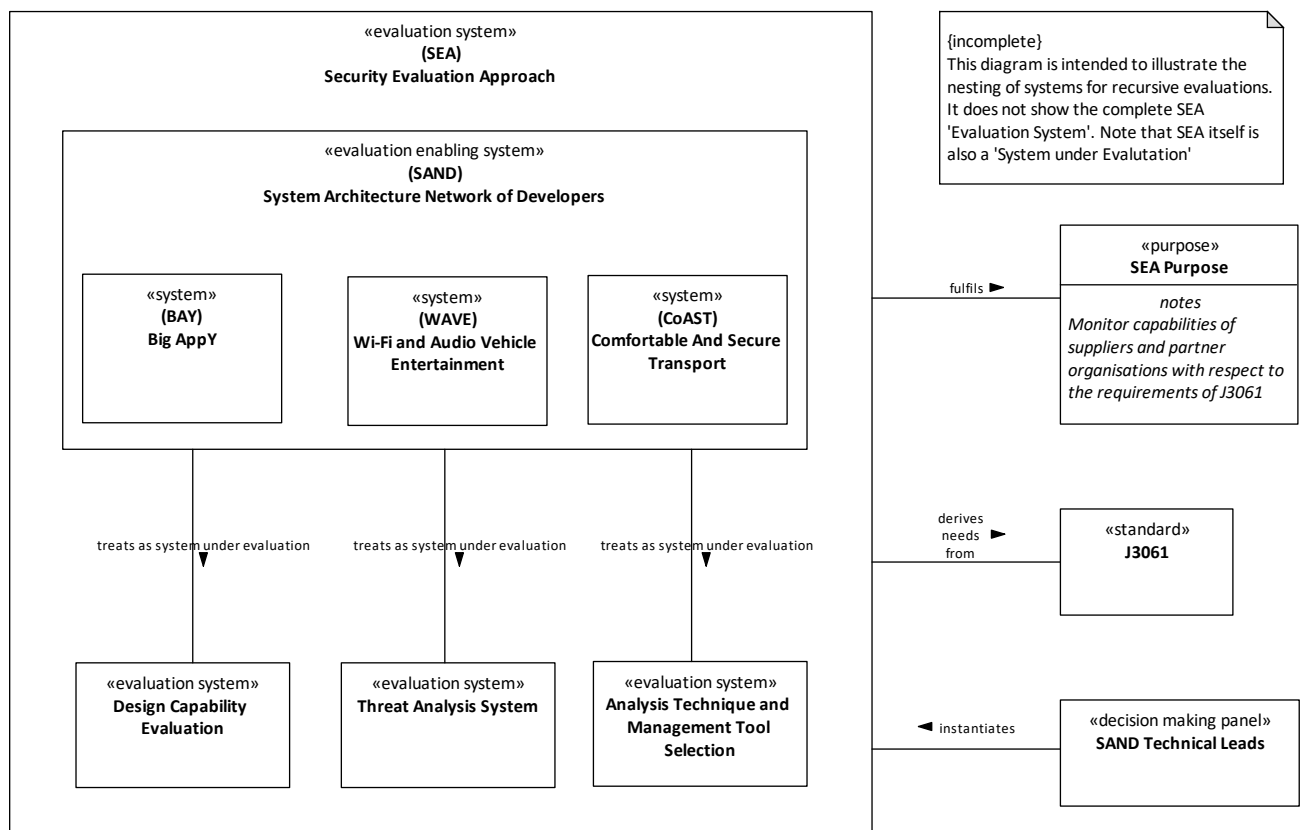 «evaluation system»
(SEA)
Security Evaluation Approach
{incomplete}
This diagram is intended to illustrate the
nesting of systems for recursive evaluations.
It does not show the complete SEA
'Evaluation System'. Note that SEA itself is
also a 'System under Evalutation'
«evaluation enabling system»
(SAND)
System Architecture Network of Developers
«system»
(BAY)
Big AppY
«system»
(WAVE)
Wi-Fi and Audio Vehicle
Entertainment
«system»
(CoAST)
Comfortable And Secure
Transport
fulfils
«purpose»
SEA Purpose
notes
Monitor capabilities of
suppliers and partner
organisations with respect to
the requirements of J3061
treats as system under evaluation
treats as system under evaluation
treats as system under evaluation
derives
needs
from
«standard»
J3061
«evaluation system»
Design Capability
Evaluation
«evaluation system»
Threat Analysis System
«evaluation system»
Analysis Technique and
Management Tool
Selection
instantiates
«decision making panel»
SAND Technical Leads